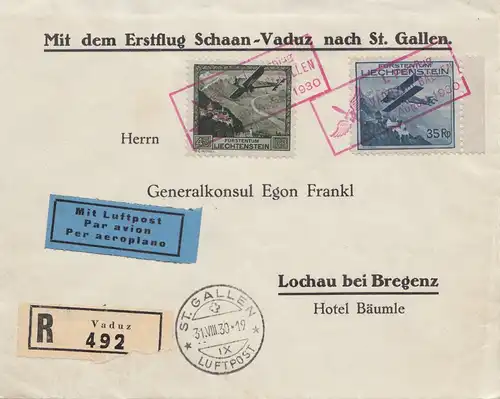 Mit dem Erstflug Schaan-Vaduz nach St. Gallen.
1930
FÜRSTENTUM
LIECHTENSTEIN
FÜRSTENTUM
LIECHTENSTEIN
35 Rp
1930
Herrn
Generalkonsul Egon Frankl
Mit Luftpost
Par avion
Per aeroplano
Lochau bei Bregenz
Hotel Bäumle
R
Vaduz
492
ST. GALLEN
31.VIII.30·19
IX
LUFTPOST